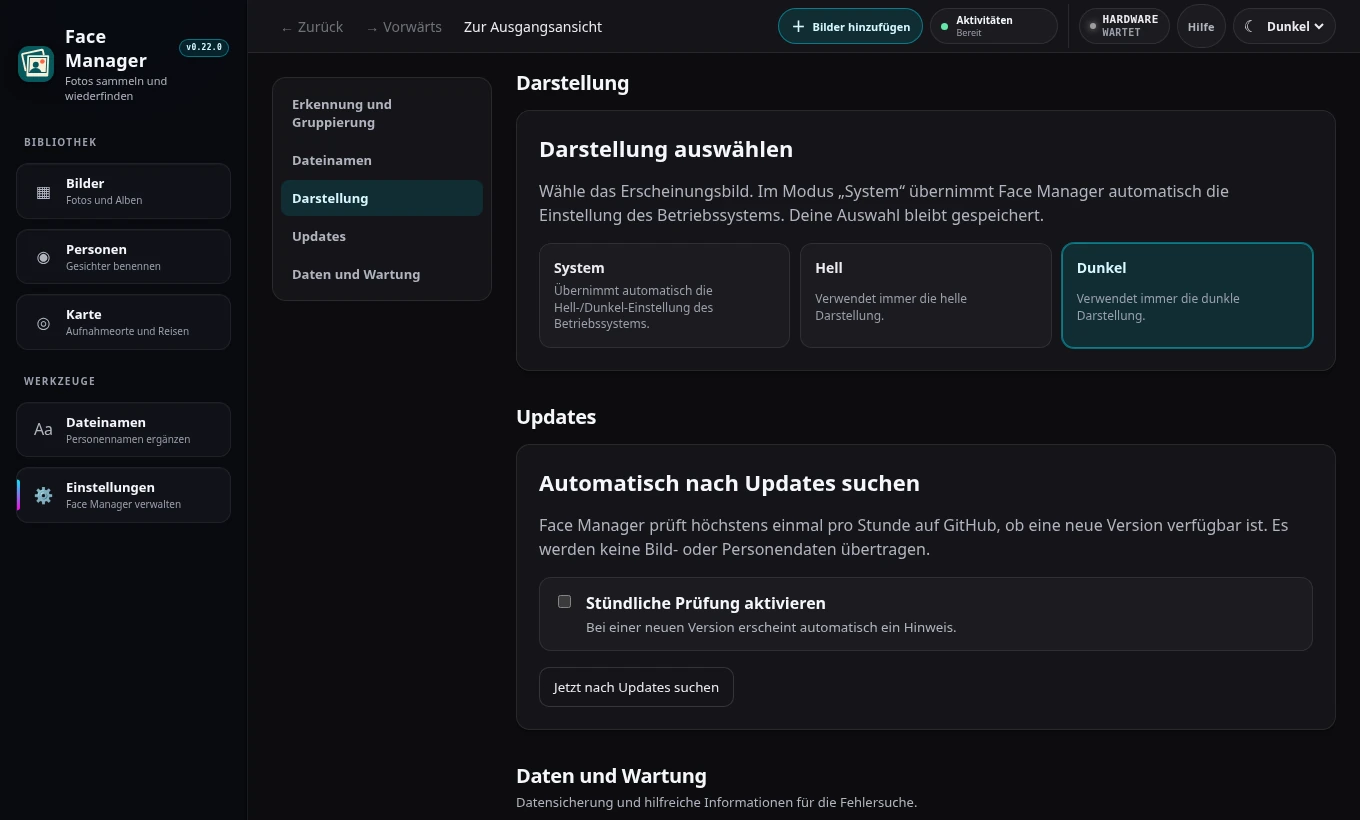 Face Manager
v0.22.0
Fotos sammeln und
wiederfinden
BIBLIOTHEK
Bilder
Fotos und Alben
Personen
Gesichter benennen
Karte
Aufnahmeorte und Reisen
WERKZEUGE
Aa
Dateinamen
Personennamen ergänzen
Einstellungen
Face Manager verwalten
← Zurück
→ Vorwärts
Zur Ausgangsansicht
+ Bilder hinzufügen
Aktivitäten
Bereit
HARDWARE
WARTET
Hilfe
Dunkel
Erkennung und
Gruppierung
Dateinamen
Darstellung
Updates
Daten und Wartung
Darstellung
Darstellung auswählen
Wähle das Erscheinungsbild. Im Modus „System“ übernimmt Face Manager automatisch die
Einstellung des Betriebssystems. Deine Auswahl bleibt gespeichert.
System
Übernimmt automatisch die
Hell-/Dunkel-Einstellung des
Betriebssystems.
Hell
Verwendet immer die helle
Darstellung.
Dunkel
Verwendet immer die dunkle
Darstellung.
Updates
Automatisch nach Updates suchen
Face Manager prüft höchstens einmal pro Stunde auf GitHub, ob eine neue Version verfügbar ist. Es
werden keine Bild- oder Personendaten übertragen.
Stündliche Prüfung aktivieren
Bei einer neuen Version erscheint automatisch ein Hinweis.
Jetzt nach Updates suchen
Daten und Wartung
Datensicherung und hilfreiche Informationen für die Fehlersuche.